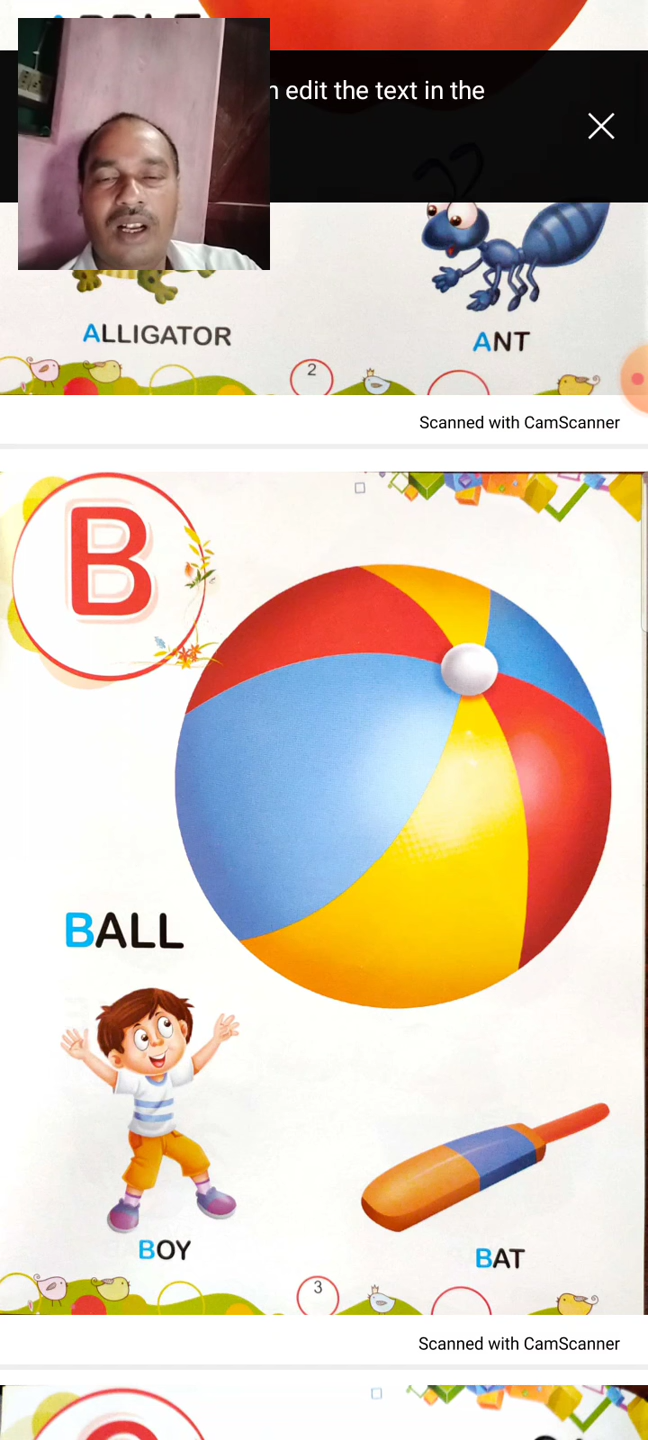 n edit the text in the
ALLIGATOR
ANT
2
Scanned with CamScanner
B
BALL
BOY
BAT
3
Scanned with CamScanner